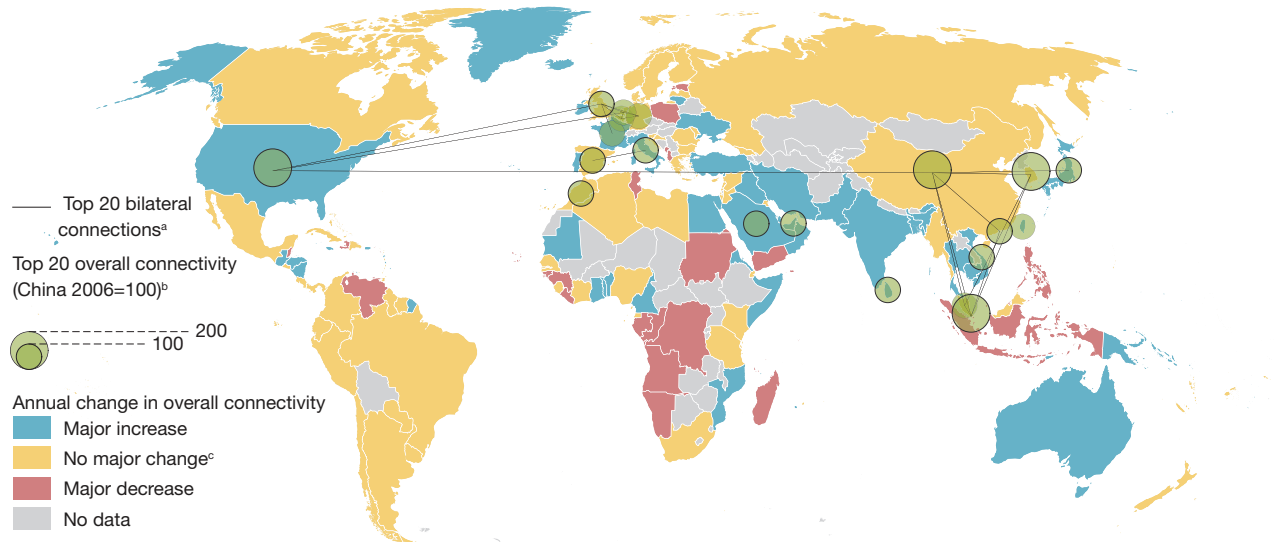 Top 20 bilateral
connectionsᵃ
Top 20 overall connectivity
(China 2006=100)ᵇ
200
100
Annual change in overall connectivity
Major increase
No major changeᶜ
Major decrease
No data